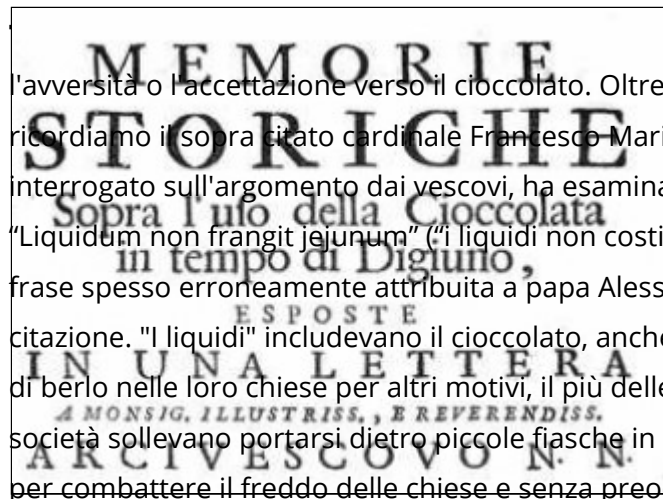 MEMORIE
l'avversità o l'accettazione verso il cioccolato. Oltre
STORICHE
ricordiamo il sopra citato cardinale Francesco Mari
interrogato sull'argomento dai vescovi, ha esamina
Sopra l'uſo della Cioccolata
“Liquidum non frangit jejunum” (“i liquidi non costi
in tempo di Digiuno,
frase spesso erroneamente attribuita a papa Aless
ESPOSTE
citazione. "I liquidi" includevano il cioccolato, anche
IN UNA LETTERA
di berlo nelle loro chiese per altri motivi, il più delle
A MONSIG. ILLUSTRISS., E REVERENDISS.
società sollevano portarsi dietro piccole fiasche in
ARCIVESCOVO N. N.
per combattere il freddo delle chiese e senza preo